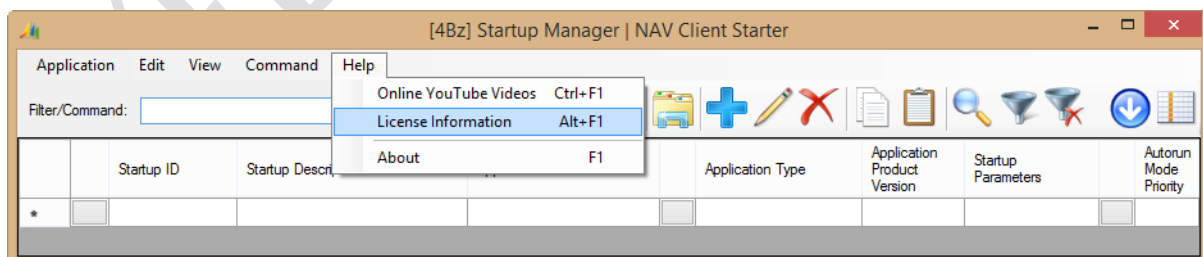 [4Bz] Startup Manager | NAV Client Starter
Application Edit View Command Help
Online YouTube Videos Ctrl+F1
Filter/Command:
License Information Alt+F1
About F1
Startup ID
Application Type
Application
Product
Version
Startup
Parameters
Autorun
Mode
Priority
*